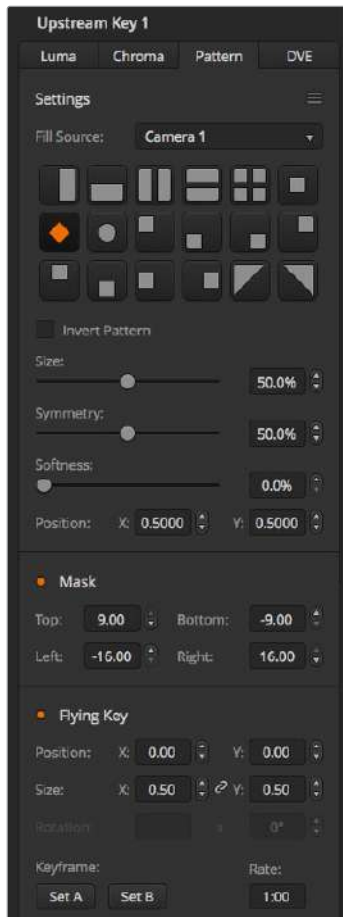 Upstream Key 1
Luma Chroma Pattern DVE
Settings
Fill Source: Camera 1
Invert Pattern
Size:
50.0%
Symmetry:
50.0%
Softness:
0.0%
Position: X: 0.5000 Y: 0.5000
Mask
Top: 9.00 Bottom: -9.00
Left: -16.00 Right: 16.00
Flying Key
Position: X: 0.00 Y: 0.00
Size: X: 0.50 Y: 0.50
Rotation: 0°
Keyframe: Rate:
Set A Set B 1:00